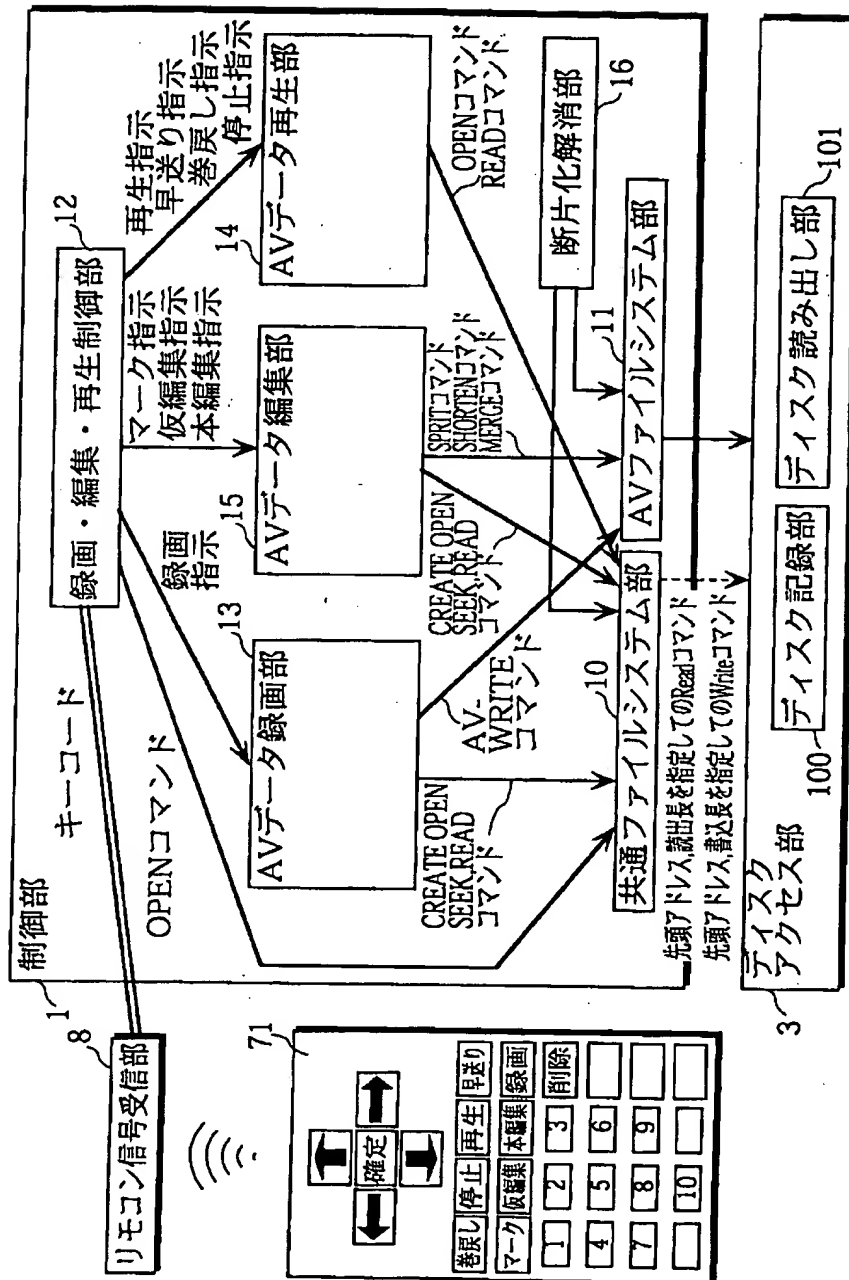 制御部
1
リモコン信号受信部
8
キーコード
OPENコマンド
録画・編集・再生制御部
12
録画
指示
マーク指示
仮編集指示
本編集指示
再生指示
早送り指示
巻戻し指示
停止指示
AVデータ録画部
13
AVデータ編集部
15
AVデータ再生部
14
CREATE OPEN
SEEK,READ
コマンド
AV-
WRITE
コマンド
CREATE OPEN
SEEK,READ
コマンド
SPRITコマンド
SHORTENコマンド
MERGEコマンド
OPENコマンド
READコマンド
断片化解消部
16
共通ファイルシステム部
10
AVファイルシステム部
11
先頭アドレス,読出長を指定してのReadコマンド
先頭アドレス,書込長を指定してのWriteコマンド
ディスク
アクセス部
3
ディスク記録部
100
ディスク読み出し部
101
71
確定
巻戻し 停止 再生 早送り
マーク 仮編集 本編集 録画
1 2 3 削除
4 5 6
7 8 9
10